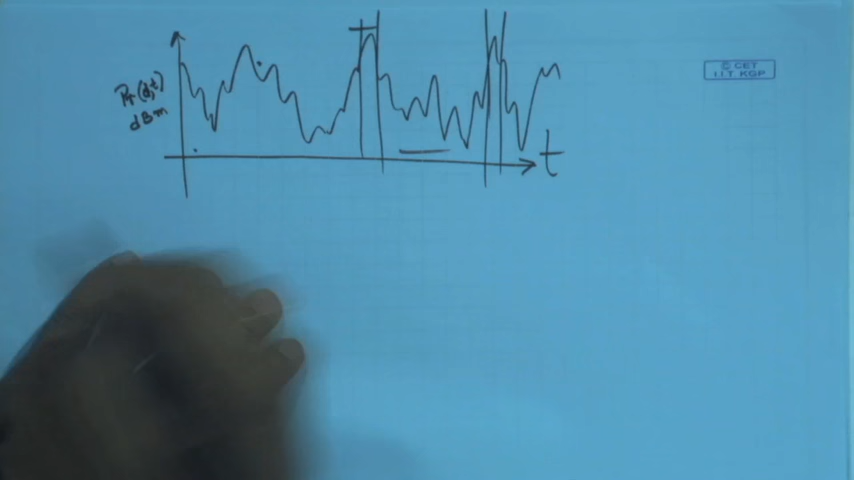 Pr(d,t)
dBm
t
© CET
I.I.T. KGP